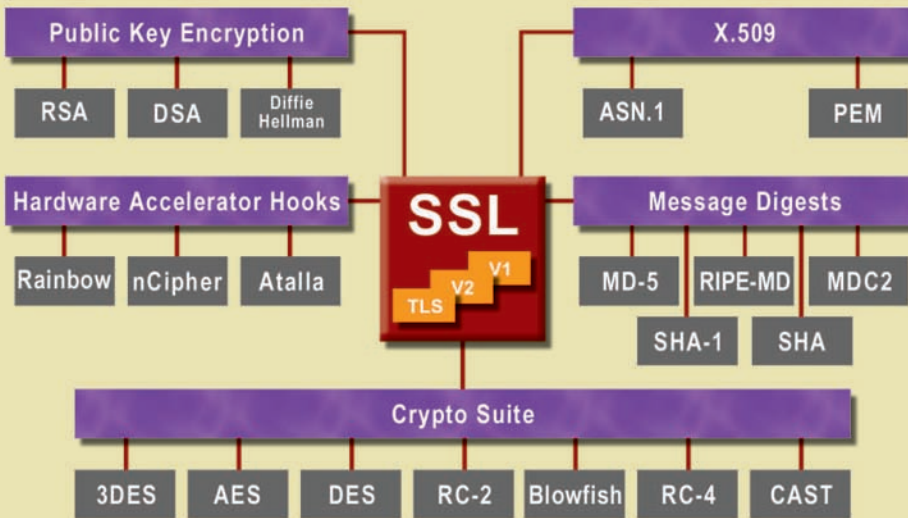 Public Key Encryption
X.509
RSA
DSA
Diffie
Hellman
ASN.1
PEM
Hardware Accelerator Hooks
SSL
Message Digests
V1
V2
TLS
Rainbow
nCipher
Atalla
MD-5
RIPE-MD
MDC2
SHA-1
SHA
Crypto Suite
3DES
AES
DES
RC-2
Blowfish
RC-4
CAST